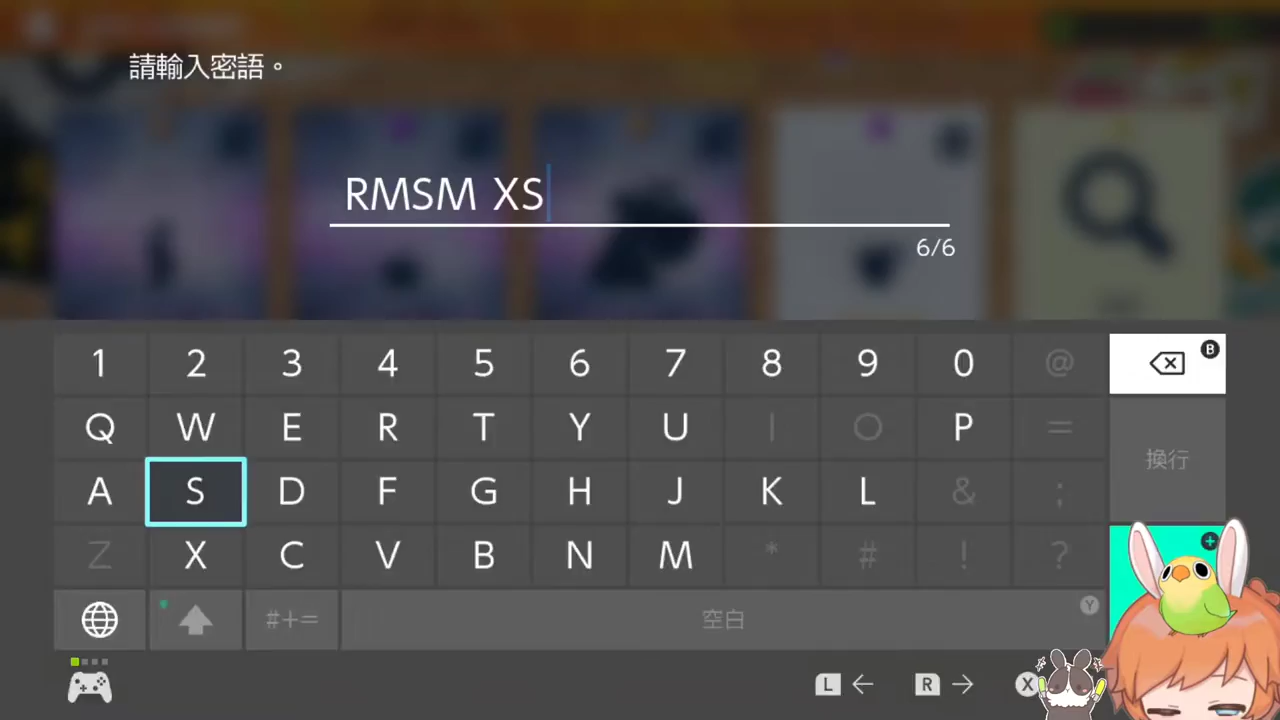 請輸入密語。
RMSM XS
6/6
1 2 3 4 5 6 7 8 9 0 @
B
Q W E R T Y U I O P =
換行
A S D F G H J K L & ;
Z X C V B N M * # ! ?
+
#+= 空白 Y
L ← R → X